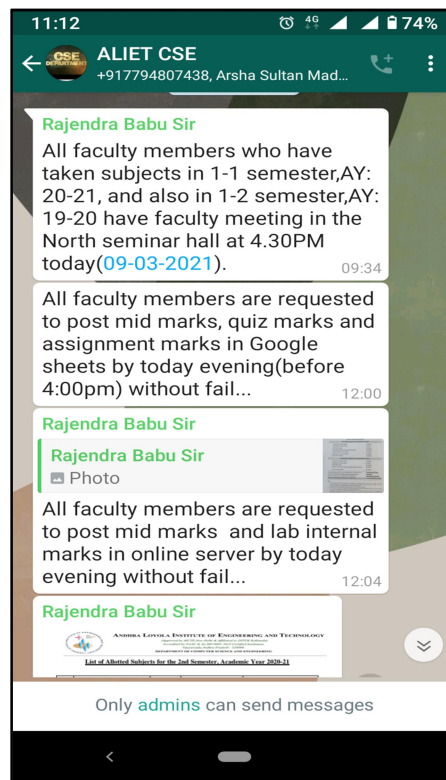 11:12
4G
74%
CSE
DEPARTMENT
ALIET CSE
+917794807438, Arsha Sultan Mad...
Rajendra Babu Sir
All faculty members who have
taken subjects in 1-1 semester,AY:
20-21, and also in 1-2 semester,AY:
19-20 have faculty meeting in the
North seminar hall at 4.30PM
today(09-03-2021).
09:34
All faculty members are requested
to post mid marks, quiz marks and
assignment marks in Google
sheets by today evening(before
4:00pm) without fail...
12:00
Rajendra Babu Sir
Rajendra Babu Sir
Photo
All faculty members are requested
to post mid marks  and lab internal
marks in online server by today
evening without fail...
12:04
Rajendra Babu Sir
ANDHRA LOYOLA INSTITUTE OF ENGINEERING AND TECHNOLOGY
DEPARTMENT OF COMPUTER SCIENCE AND ENGINEERING
List of Allotted Subjects for the 2nd Semester, Academic Year 2020-21
Only admins can send messages